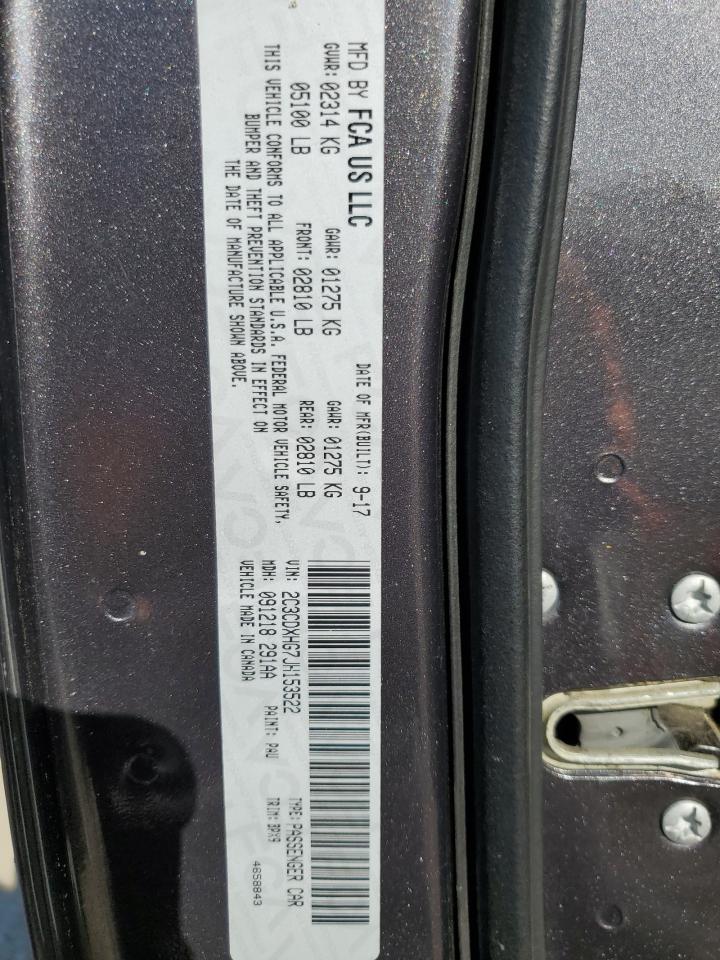 MFD BY FCA US LLC
DATE OF MFR(BUILT): 9-17
GVWR: 02314 KG GAWR: 01275 KG GAWR: 01275 KG
05100 LB FRONT: 02810 LB REAR: 02810 LB
THIS VEHICLE CONFORMS TO ALL APPLICABLE U.S.A. FEDERAL MOTOR VEHICLE SAFETY,
BUMPER AND THEFT PREVENTION STANDARDS IN EFFECT ON
THE DATE OF MANUFACTURE SHOWN ABOVE.
VIN: 2C3CDXHG7JH153522 TYPE: PASSENGER CAR
MDH: 091218 291AA PAINT: PAU TRIM: BPX9
VEHICLE MADE IN CANADA 4658843